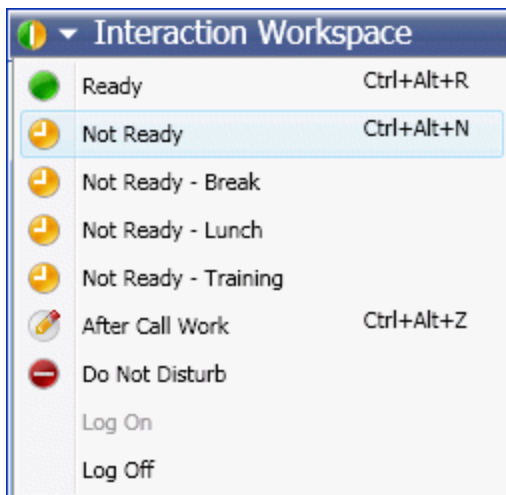 Interaction Workspace
Ready Ctrl+Alt+R
Not Ready Ctrl+Alt+N
Not Ready - Break
Not Ready - Lunch
Not Ready - Training
After Call Work Ctrl+Alt+Z
Do Not Disturb
Log On
Log Off